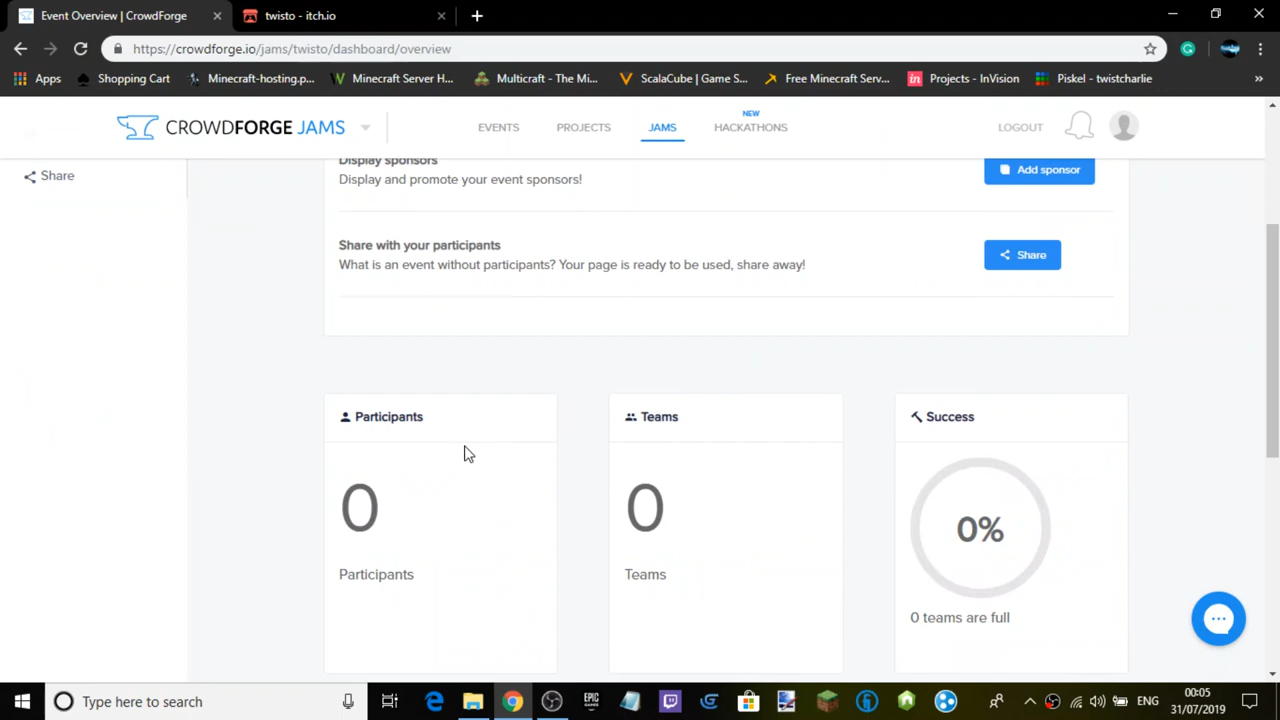 Event Overview | CrowdForge
twisto - itch.io
https://crowdforge.io/jams/twisto/dashboard/overview
Apps
Shopping Cart
Minecraft-hosting.p...
Minecraft Server H...
Multicraft - The Mi...
ScalaCube | Game S...
Free Minecraft Serv...
Projects - InVision
Piskel - twistcharlie
»
CROWDFORGE JAMS
EVENTS
PROJECTS
JAMS
NEW
HACKATHONS
LOGOUT
Share
Display sponsors
Display and promote your event sponsors!
Add sponsor
Share with your participants
What is an event without participants? Your page is ready to be used, share away!
Share
Participants
0
Participants
Teams
0
Teams
Success
0%
0 teams are full
Type here to search
EPIC GAMES
ENG
00:05
31/07/2019